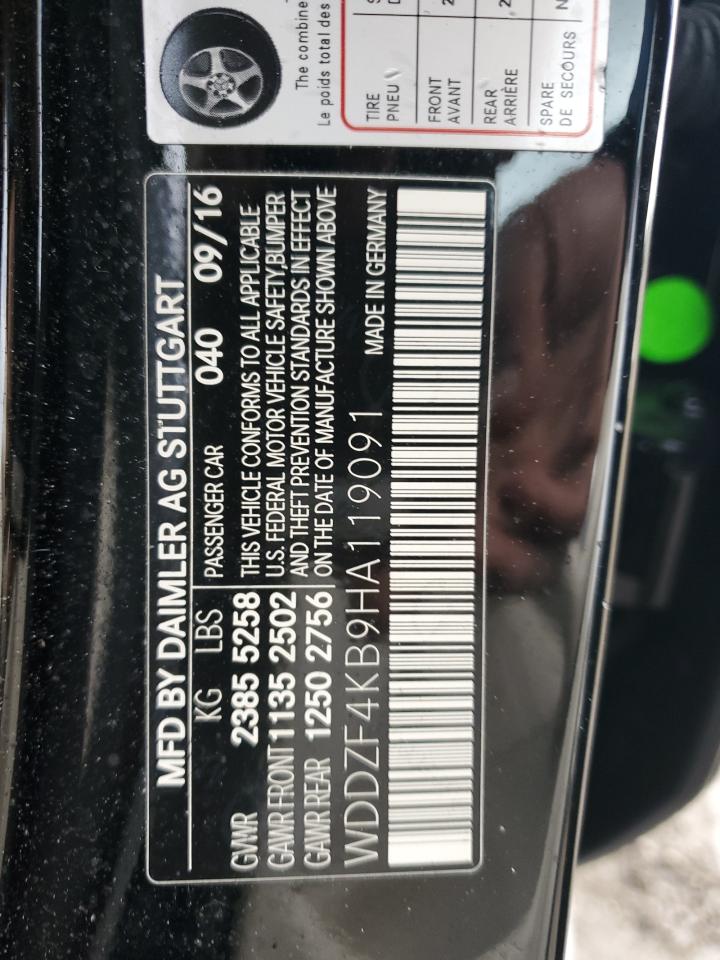 MFD BY DAIMLER AG STUTTGART
KG LBS PASSENGER CAR 040 09/16
GVWR 2385 5258 THIS VEHICLE CONFORMS TO ALL APPLICABLE
GAWR FRONT 1135 2502 U.S. FEDERAL MOTOR VEHICLE SAFETY,BUMPER
GAWR REAR 1250 2756 AND THEFT PREVENTION STANDARDS IN EFFECT
ON THE DATE OF MANUFACTURE SHOWN ABOVE
WDDZF4KB9HA119091 MADE IN GERMANY
The combine
Le poids total des
TIRE
PNEU
FRONT
AVANT
REAR
ARRIÈRE
SPARE
DE SECOURS